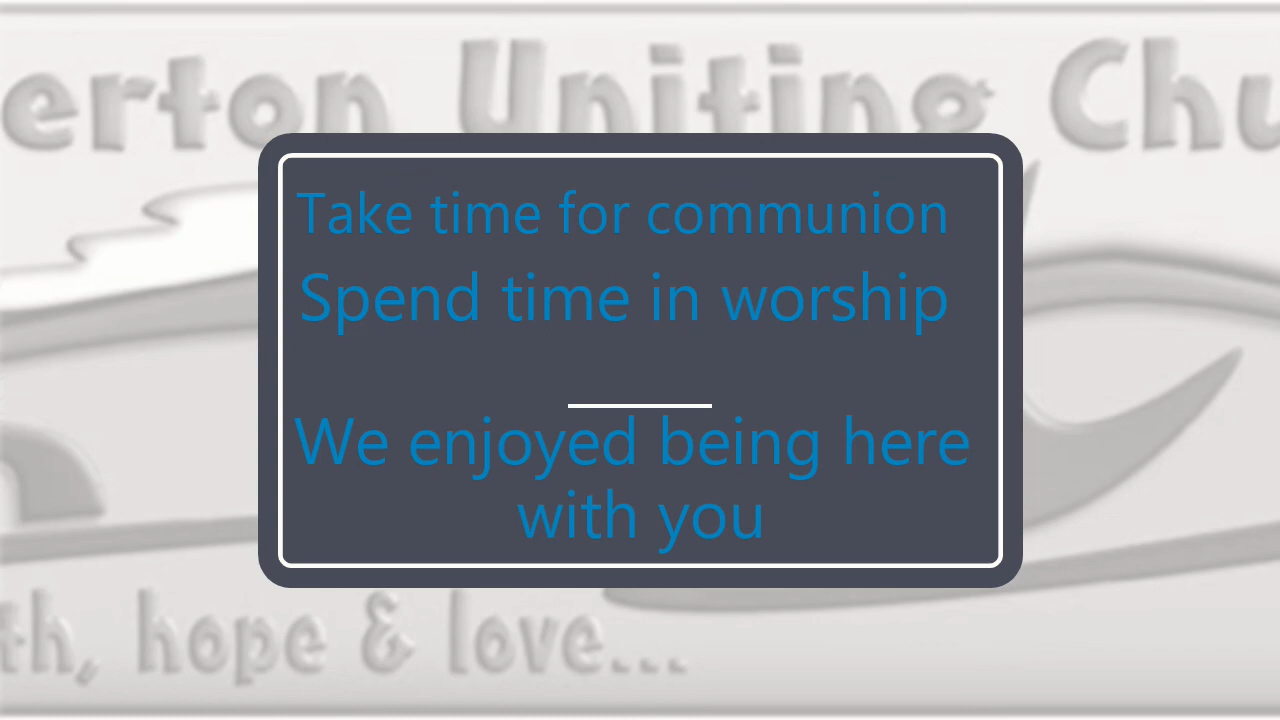 erton Uniting Chu
Take time for communion
Spend time in worship
We enjoyed being here
with you
th, hope & love...